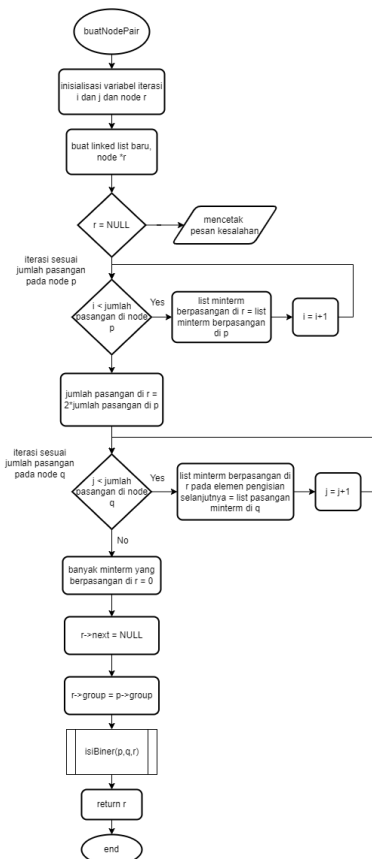 buatNodePair
inisialisasi variabel iterasi
i dan j dan node r
buat linked list baru,
node *r
r = NULL
mencetak
pesan kesalahan
iterasi sesuai
jumlah pasangan
pada node p
i < jumlah
pasangan di node
p
Yes
list minterm
berpasangan di r = list
minterm berpasangan
di p
i = i+1
jumlah pasangan di r =
2*jumlah pasangan di p
iterasi sesuai
jumlah pasangan
pada node q
j < jumlah
pasangan di node
q
Yes
list minterm berpasangan di
r pada elemen pengisian
selanjutnya = list pasangan
minterm di q
j = j+1
No
banyak minterm yang
berpasangan di r = 0
r->next = NULL
r->group = p->group
isiBiner(p,q,r)
return r
end